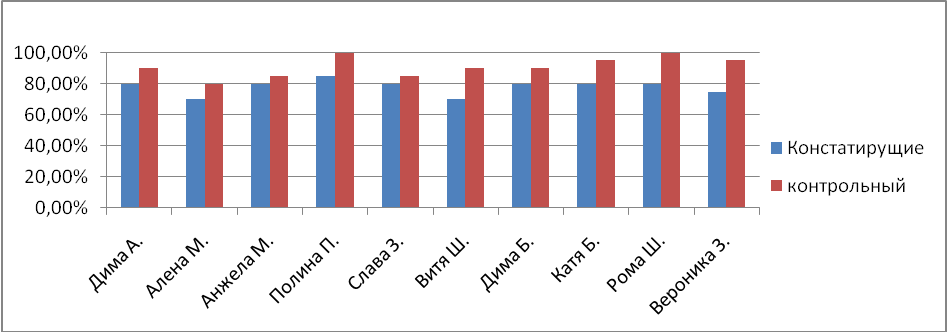 100,00%
80,00%
60,00%
40,00%
20,00%
0,00%
Дима А.
Алена М.
Анжела М.
Полина П.
Слава З.
Витя Ш.
Дима Б.
Катя Б.
Рома Ш.
Вероника З.
Констатирущие
контрольный